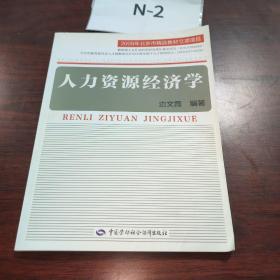 N-2
2009年北京市精品教材立项项目
人力资源经济学
边文霞 编著
RENLI ZIYUAN JINGJIXUE
中国劳动社会保障出版社